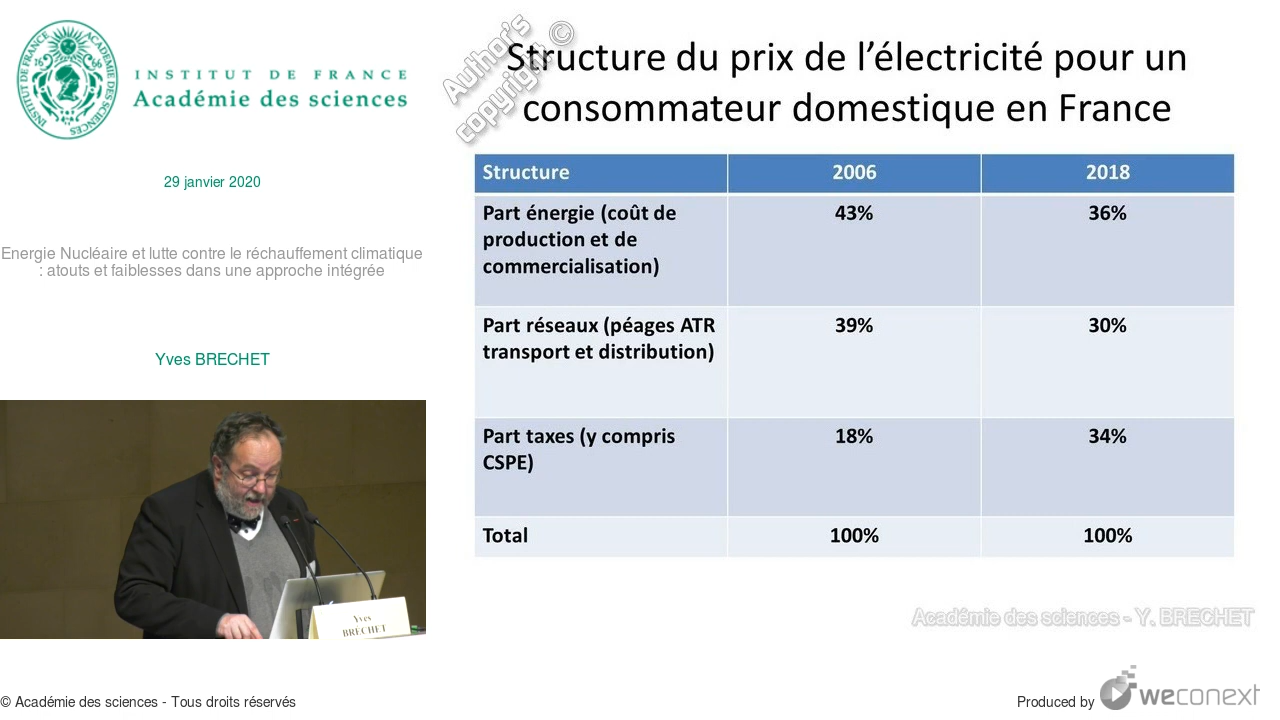 INSTITUT DE FRANCE
Académie des sciences
29 janvier 2020
Energie Nucléaire et lutte contre le réchauffement climatique
: atouts et faiblesses dans une approche intégrée
Yves BRECHET
Yves
BRÉCHET
© Académie des sciences - Tous droits réservés
Author's
copyright ©
Structure du prix de l’électricité pour un
consommateur domestique en France
Structure 2006 2018
Part énergie (coût de 43% 36%
production et de
commercialisation)
Part réseaux (péages ATR 39% 30%
transport et distribution)
Part taxes (y compris 18% 34%
CSPE)
Total 100% 100%
Académie des sciences - Y. BRECHET
Produced by weconext